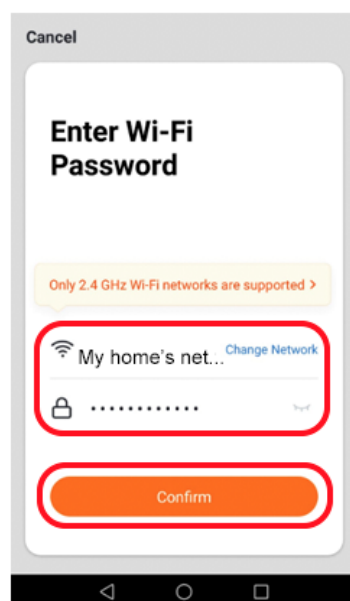 Cancel
Enter Wi-Fi
Password
Only 2.4 GHz Wi-Fi networks are supported >
My home's net... Change Network
••••••••••••
Confirm